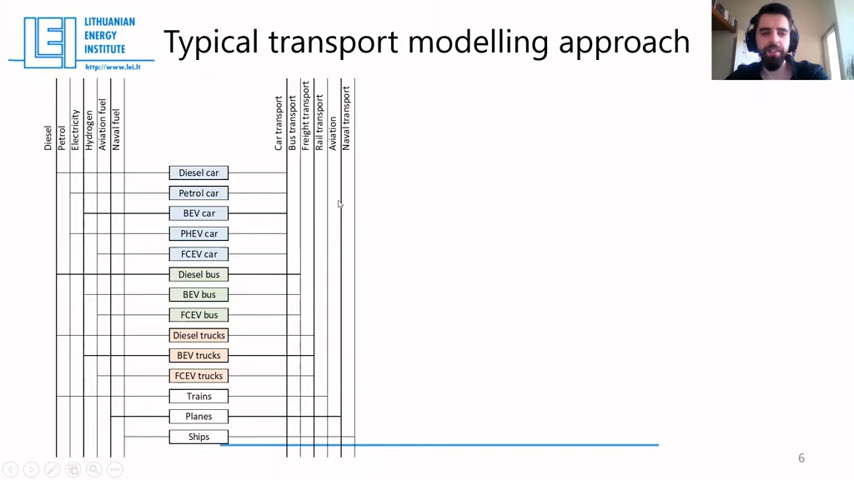 LITHUANIAN
ENERGY
INSTITUTE
LEI
http://www.lei.lt
Typical transport modelling approach
Diesel
Petrol
Electricity
Hydrogen
Aviation fuel
Naval fuel
Car transport
Bus transport
Freight transport
Rail transport
Aviation
Naval transport
Diesel car
Petrol car
BEV car
PHEV car
FCEV car
Diesel bus
BEV bus
FCEV bus
Diesel trucks
BEV trucks
FCEV trucks
Trains
Planes
Ships
6